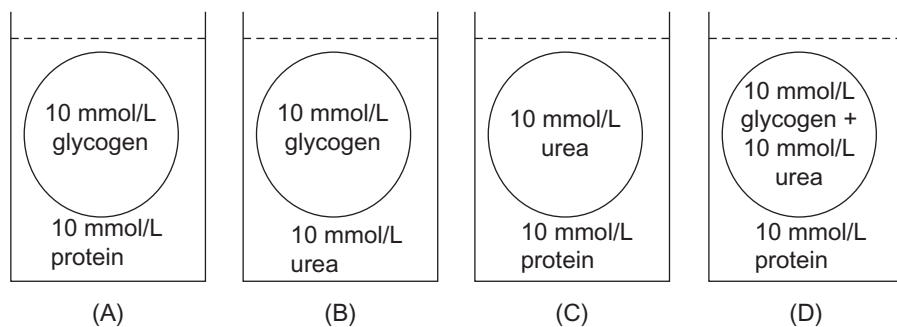 10 mmol/L
glycogen
10 mmol/L
protein
(A)
10 mmol/L
glycogen
10 mmol/L
urea
(B)
10 mmol/L
urea
10 mmol/L
protein
(C)
10 mmol/L
glycogen +
10 mmol/L
urea
10 mmol/L
protein
(D)